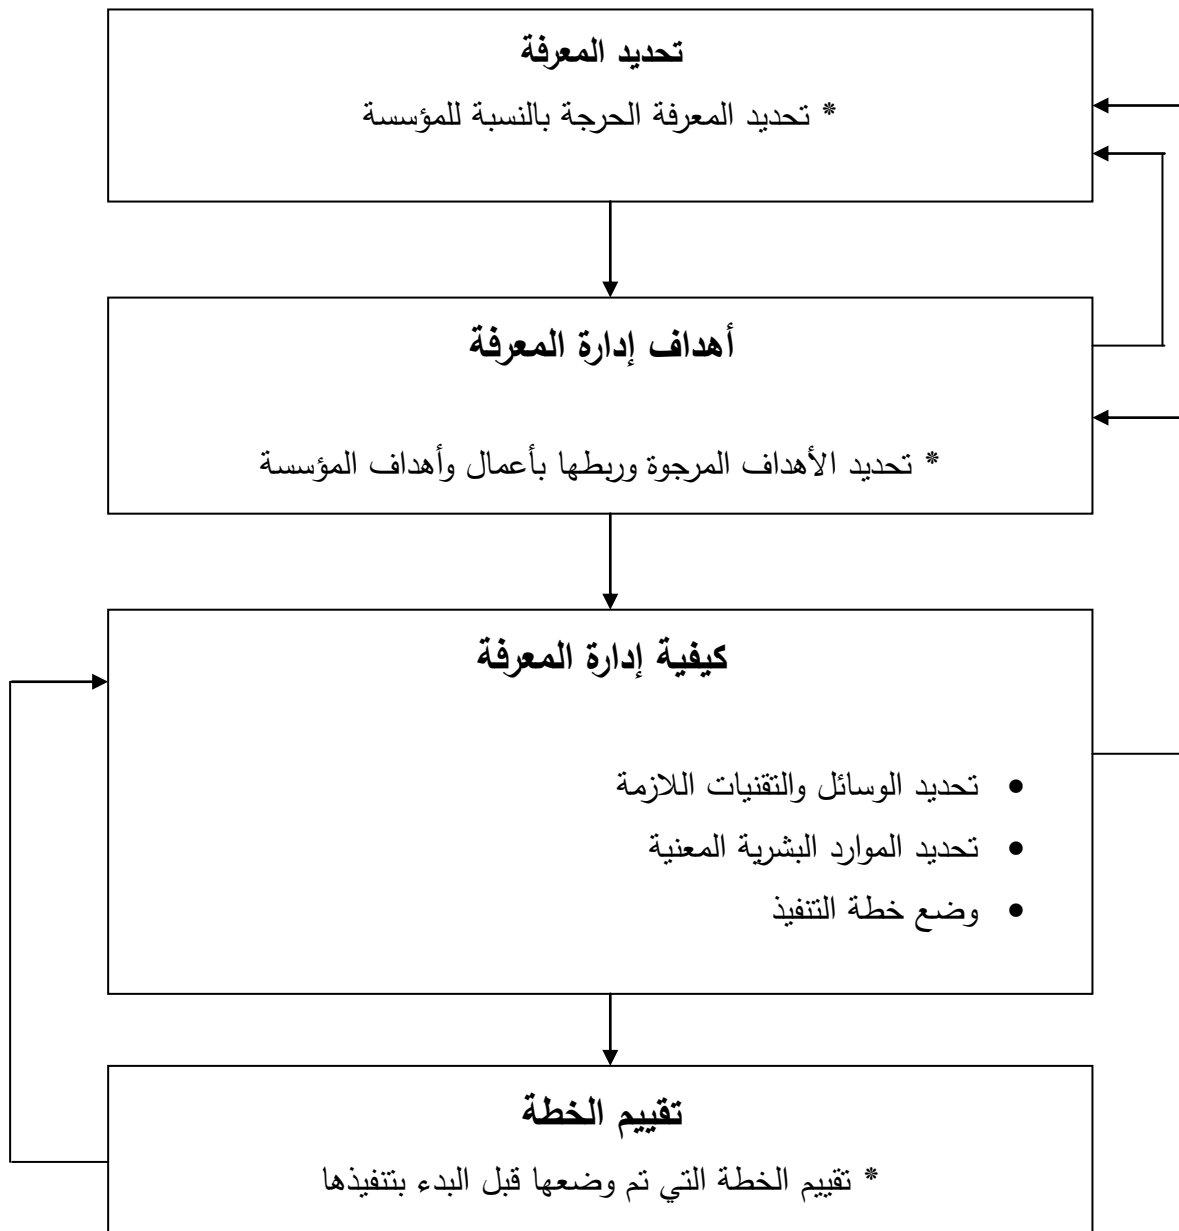 تحديد المعرفة
* تحديد المعرفة الحرجة بالنسبة للمؤسسة
أهداف إدارة المعرفة
* تحديد الأهداف المرجوة وربطها بأعمال وأهداف المؤسسة
كيفية إدارة المعرفة
• تحديد الوسائل والتقنيات اللازمة
• تحديد الموارد البشرية المعنية
• وضع خطة التنفيذ
تقييم الخطة
* تقييم الخطة التي تم وضعها قبل البدء بتنفيذها